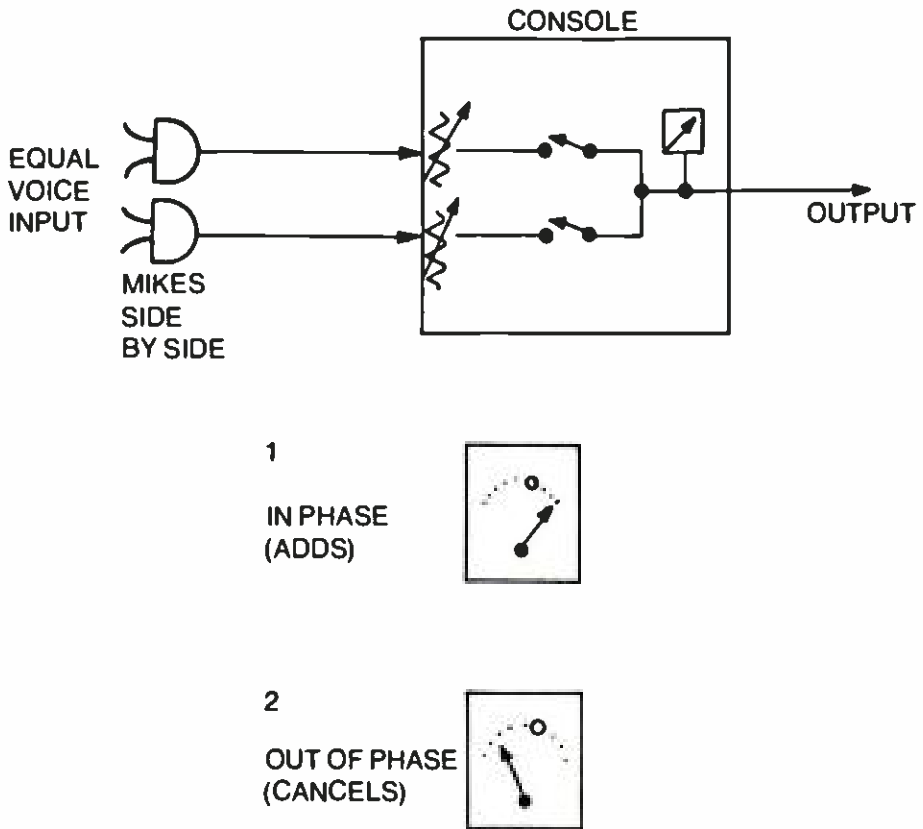 CONSOLE
EQUAL
VOICE
INPUT
MIKES
SIDE
BY SIDE
OUTPUT
1
IN PHASE
(ADDS)
2
OUT OF PHASE
(CANCELS)